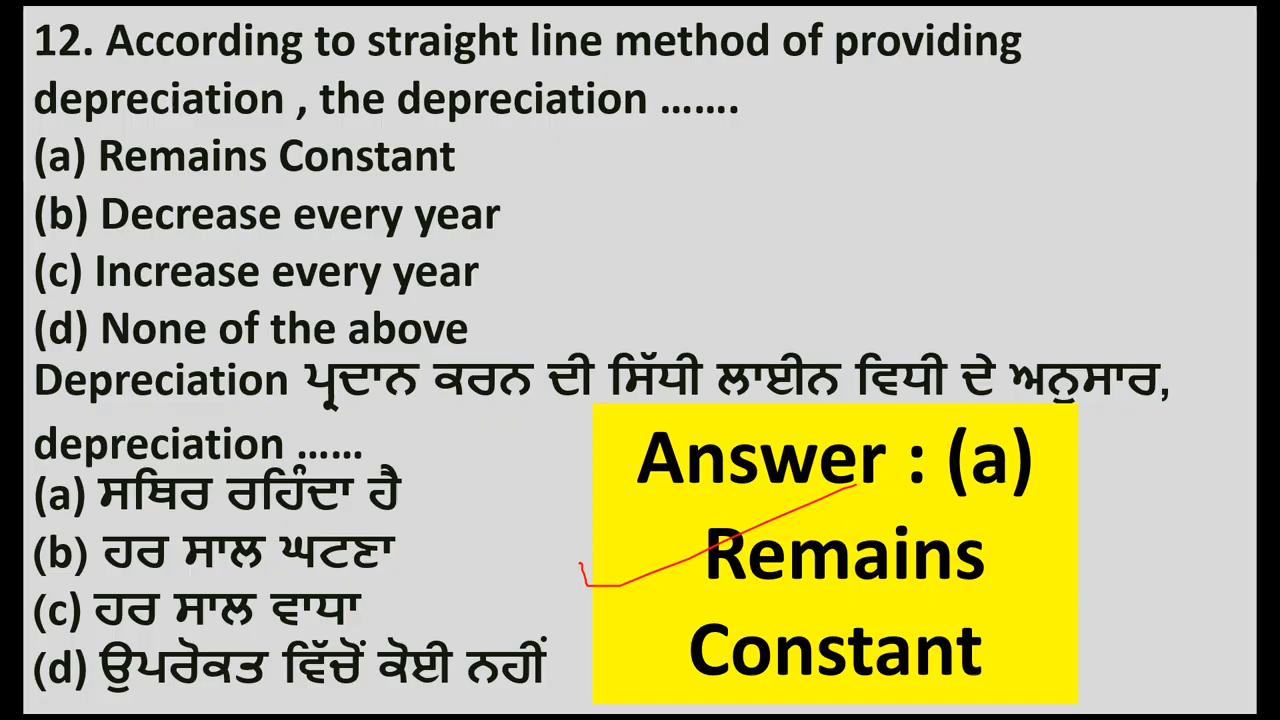 12. According to straight line method of providing
depreciation , the depreciation .......
(a) Remains Constant
(b) Decrease every year
(c) Increase every year
(d) None of the above
Depreciation ਪ੍ਰਦਾਨ ਕਰਨ ਦੀ ਸਿੱਧੀ ਲਾਈਨ ਵਿਧੀ ਦੇ ਅਨੁਸਾਰ,
depreciation ......
(a) ਸਥਿਰ ਰਹਿੰਦਾ ਹੈ
(b) ਹਰ ਸਾਲ ਘਟਣਾ
(c) ਹਰ ਸਾਲ ਵਾਧਾ
(d) ਉਪਰੋਕਤ ਵਿੱਚੋਂ ਕੋਈ ਨਹੀਂ
Answer : (a)
Remains
Constant